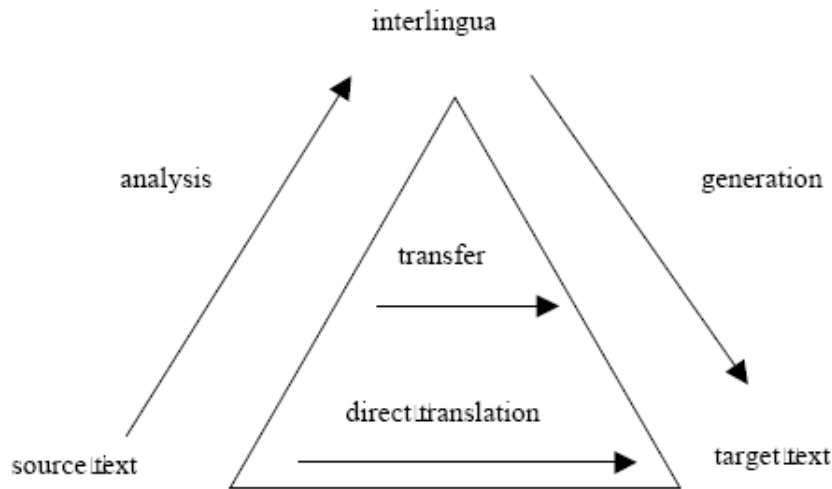 interlingua
analysis
generation
transfer
direct translation
source text
target text